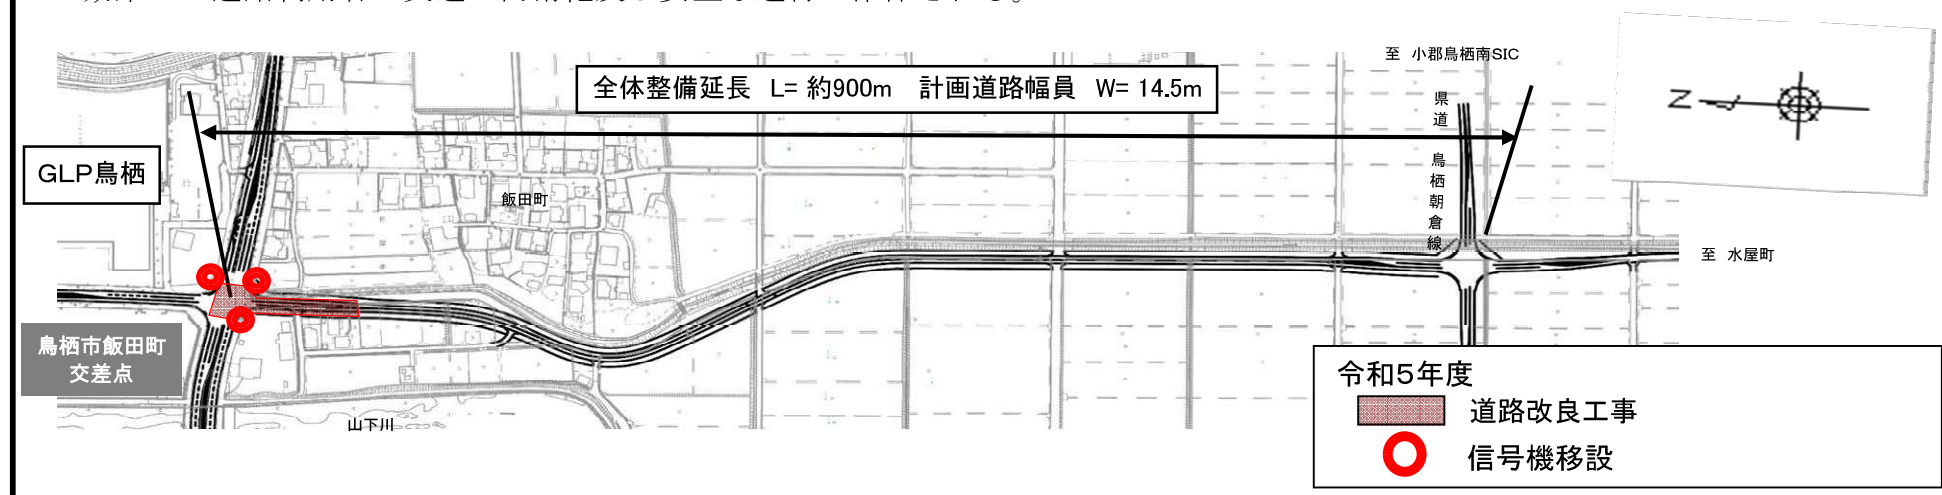 至 小郡鳥栖南SIC
全体整備延長 L= 約900m 計画道路幅員 W= 14.5m
県道 鳥栖朝倉線
N
GLP鳥栖
飯田町
至 水屋町
鳥栖市飯田町
交差点
山下川
令和5年度
道路改良工事
信号機移設